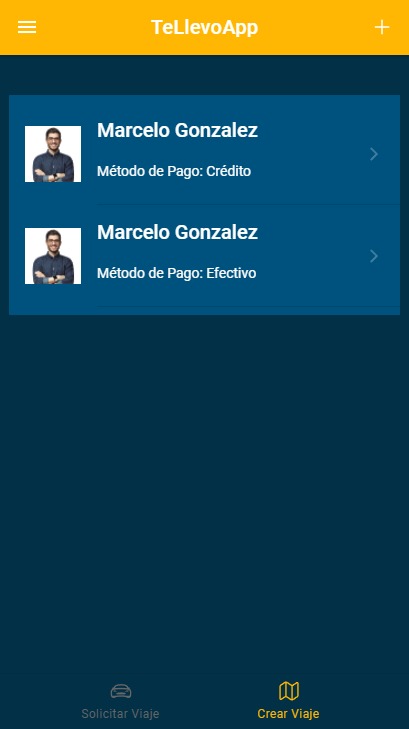 TeLlevoApp
Marcelo Gonzalez
Método de Pago: Crédito
Marcelo Gonzalez
Método de Pago: Efectivo
Solicitar Viaje
Crear Viaje